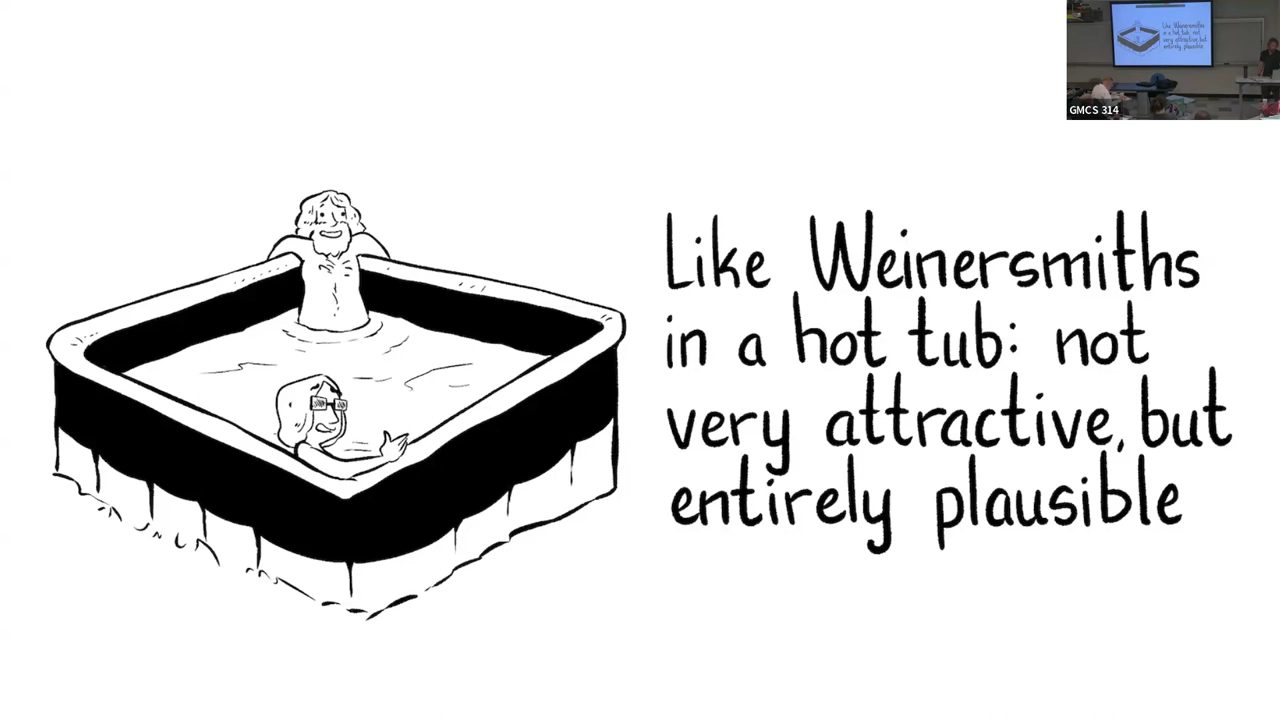 GMCS 314
Like Weinersmiths
in a hot tub: not
very attractive, but
entirely plausible